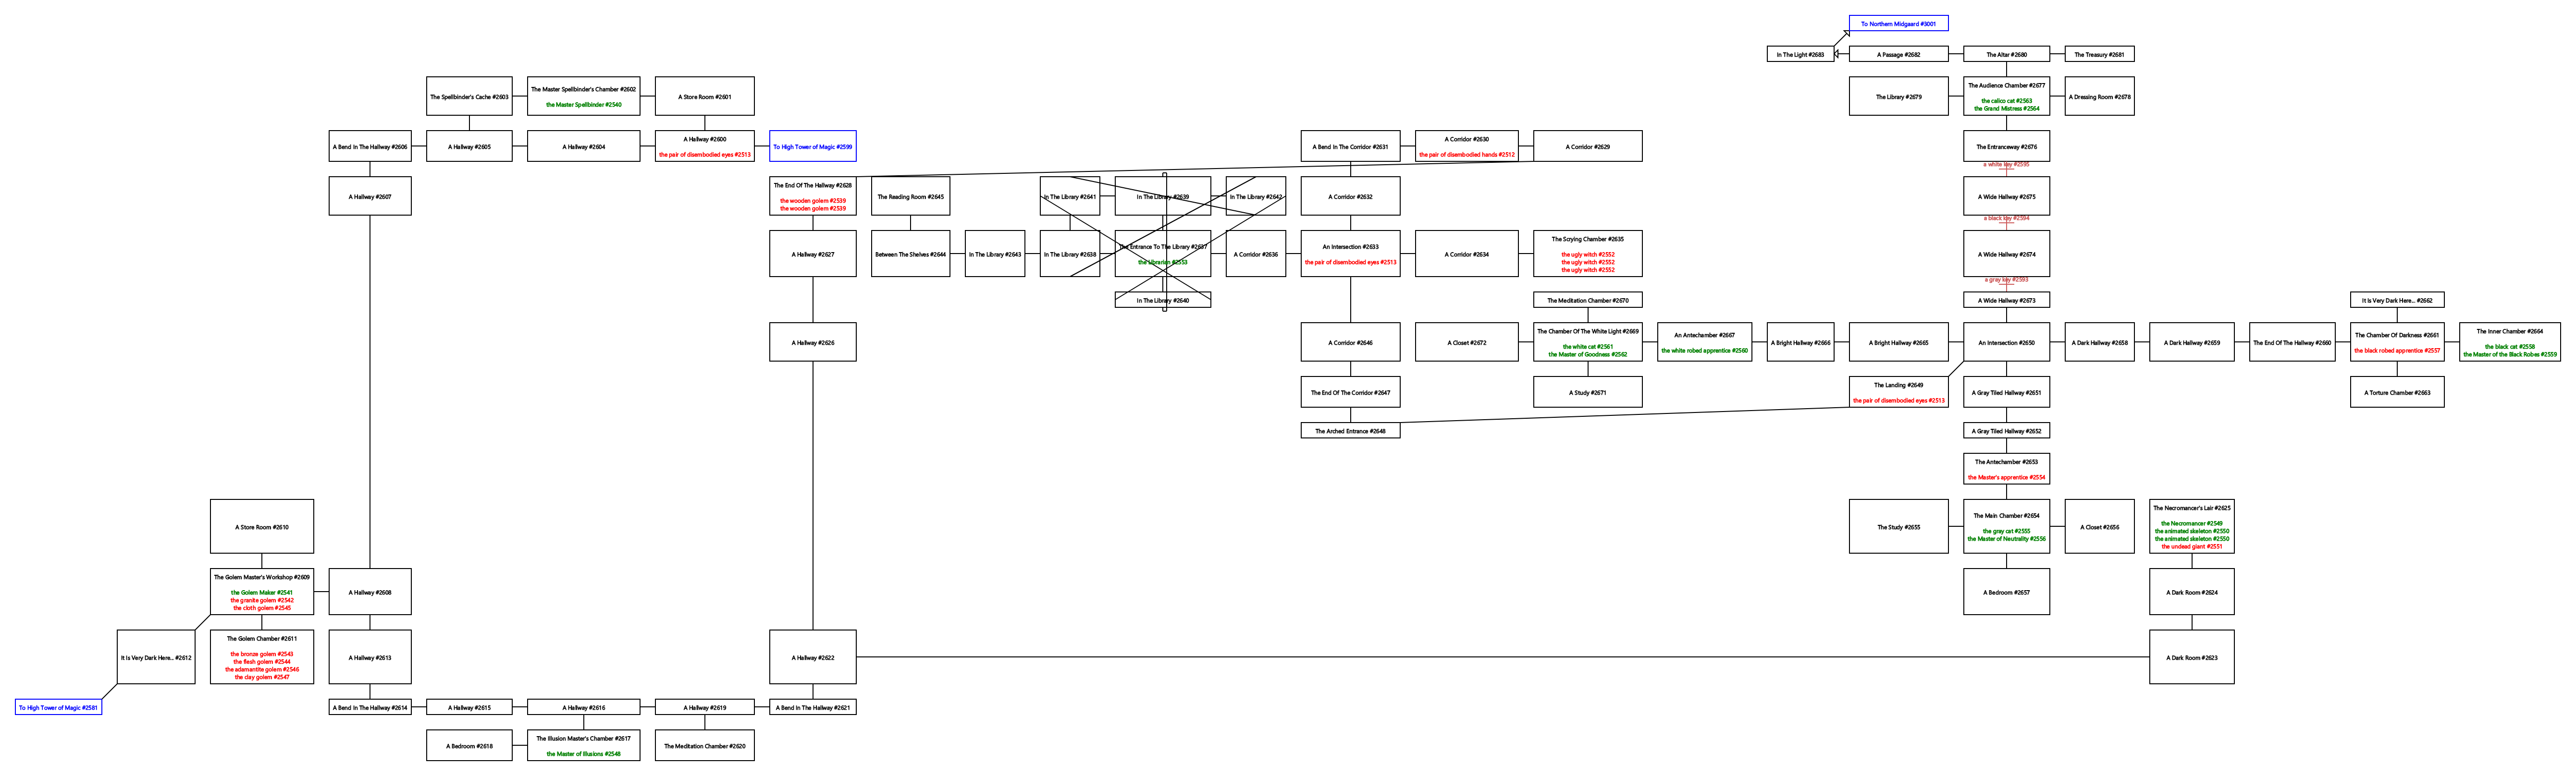 To Northern Midgaard #3001
In The Light #2683
A Passage #2682
The Altar #2680
The Treasury #2681
The Spellbinder's Cache #2603
The Master Spellbinder's Chamber #2602
the Master Spellbinder #2540
A Store Room #2601
The Library #2679
The Audience Chamber #2677
the calico cat #2563
the Grand Mistress #2564
A Dressing Room #2678
A Bend In The Hallway #2606
A Hallway #2605
A Hallway #2604
A Hallway #2600
the pair of disembodied eyes #2513
To High Tower of Magic #2599
A Bend In The Corridor #2631
A Corridor #2630
the pair of disembodied hands #2512
A Corridor #2629
The Entranceway #2676
a white key #2595
A Hallway #2607
The End Of The Hallway #2628
the wooden golem #2539
the wooden golem #2539
The Reading Room #2645
In The Library #2641
In The Library #2639
In The Library #2642
A Corridor #2632
A Wide Hallway #2675
a black key #2594
A Hallway #2627
Between The Shelves #2644
In The Library #2643
In The Library #2638
The Entrance To The Library #2637
the Librarian #2553
A Corridor #2636
An Intersection #2633
the pair of disembodied eyes #2513
A Corridor #2634
The Scrying Chamber #2635
the ugly witch #2552
the ugly witch #2552
the ugly witch #2552
A Wide Hallway #2674
a gray key #2593
In The Library #2640
The Meditation Chamber #2670
A Wide Hallway #2673
It Is Very Dark Here... #2662
A Hallway #2626
A Corridor #2646
A Closet #2672
The Chamber Of The White Light #2669
the white cat #2561
the Master of Goodness #2562
An Antechamber #2667
the white robed apprentice #2560
A Bright Hallway #2666
A Bright Hallway #2665
An Intersection #2650
A Dark Hallway #2658
A Dark Hallway #2659
The End Of The Hallway #2660
The Chamber Of Darkness #2661
the black robed apprentice #2557
The Inner Chamber #2664
the black cat #2558
the Master of the Black Robes #2559
The End Of The Corridor #2647
A Study #2671
The Landing #2649
the pair of disembodied eyes #2513
A Gray Tiled Hallway #2651
A Torture Chamber #2663
The Arched Entrance #2648
A Gray Tiled Hallway #2652
The Antechamber #2653
the Master's apprentice #2554
A Store Room #2610
The Study #2655
The Main Chamber #2654
the gray cat #2555
the Master of Neutrality #2556
A Closet #2656
The Necromancer's Lair #2625
the Necromancer #2549
the animated skeleton #2550
the animated skeleton #2550
the undead giant #2551
The Golem Master's Workshop #2609
the Golem Maker #2541
the granite golem #2542
the cloth golem #2545
A Hallway #2608
A Bedroom #2657
A Dark Room #2624
It Is Very Dark Here... #2612
The Golem Chamber #2611
the bronze golem #2543
the flesh golem #2544
the adamantite golem #2546
the clay golem #2547
A Hallway #2613
A Hallway #2622
A Dark Room #2623
To High Tower of Magic #2581
A Bend In The Hallway #2614
A Hallway #2615
A Hallway #2616
A Hallway #2619
A Bend In The Hallway #2621
A Bedroom #2618
The Illusion Master's Chamber #2617
the Master of Illusions #2548
The Meditation Chamber #2620